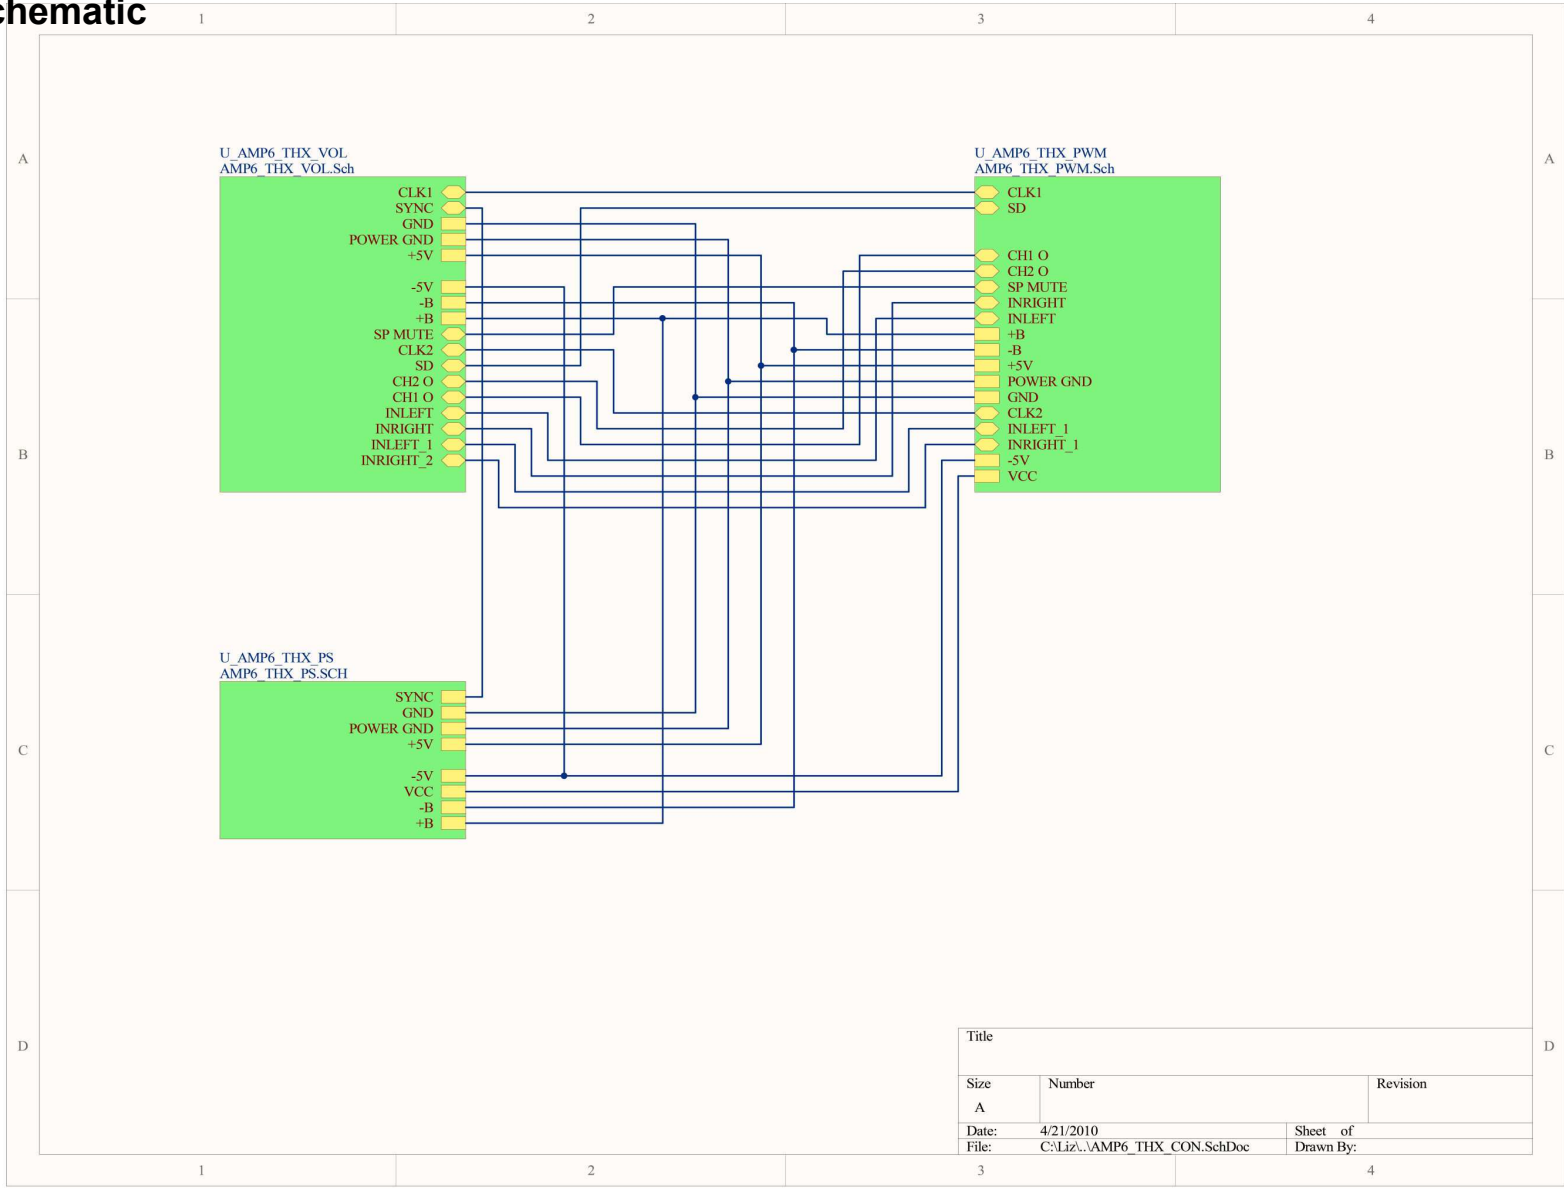 chematic
1 2 3 4
A A
U_AMP6_THX_VOL
AMP6_THX_VOL.Sch
CLK1
SYNC
GND
POWER GND
+5V
-5V
-B
+B
SP MUTE
CLK2
SD
CH2 O
CH1 O
INLEFT
INRIGHT
INLEFT_1
INRIGHT_2
U_AMP6_THX_PWM
AMP6_THX_PWM.Sch
CLK1
SD
CH1 O
CH2 O
SP MUTE
INRIGHT
INLEFT
+B
-B
+5V
POWER GND
GND
CLK2
INLEFT_1
INRIGHT_1
-5V
VCC
B B
U_AMP6_THX_PS
AMP6_THX_PS.SCH
SYNC
GND
POWER GND
+5V
-5V
VCC
-B
+B
C C
D D
Title
Size Number Revision
A
Date: 4/21/2010 Sheet of
File: C:\Liz\..\AMP6_THX_CON.SchDoc Drawn By:
1 2 3 4